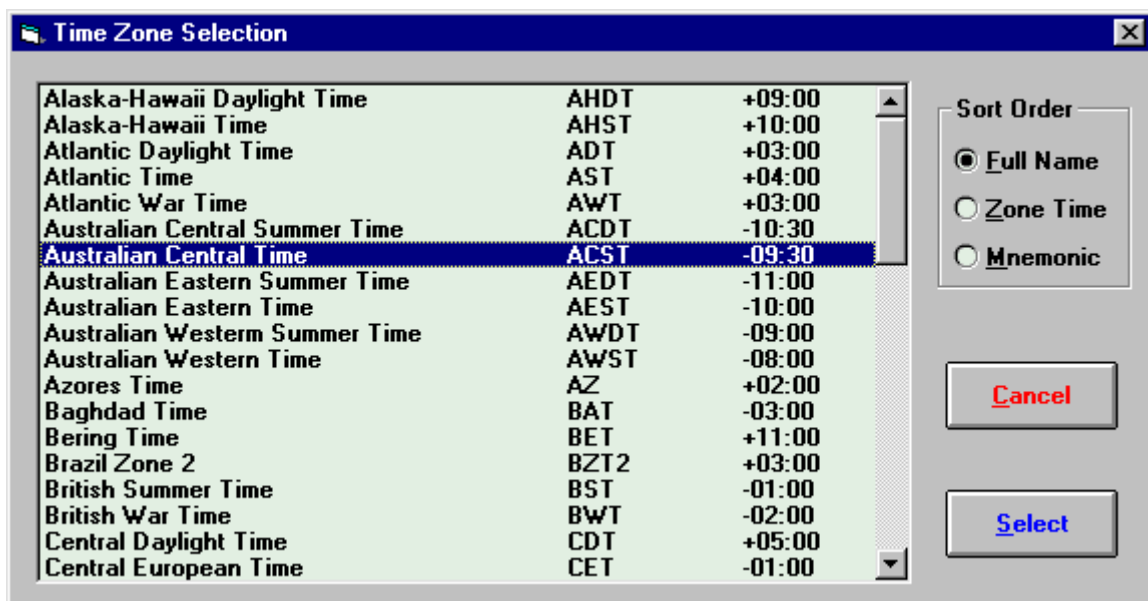 Time Zone Selection
Alaska-Hawaii Daylight Time AHDT +09:00
Alaska-Hawaii Time AHST +10:00
Atlantic Daylight Time ADT +03:00
Atlantic Time AST +04:00
Atlantic War Time AWT +03:00
Australian Central Summer Time ACDT -10:30
Australian Central Time ACST -09:30
Australian Eastern Summer Time AEDT -11:00
Australian Eastern Time AEST -10:00
Australian Westerm Summer Time AWDT -09:00
Australian Western Time AWST -08:00
Azores Time AZ +02:00
Baghdad Time BAT -03:00
Bering Time BET +11:00
Brazil Zone 2 BZT2 +03:00
British Summer Time BST -01:00
British War Time BWT -02:00
Central Daylight Time CDT +05:00
Central European Time CET -01:00
Sort Order
Full Name
Zone Time
Mnemonic
Cancel
Select